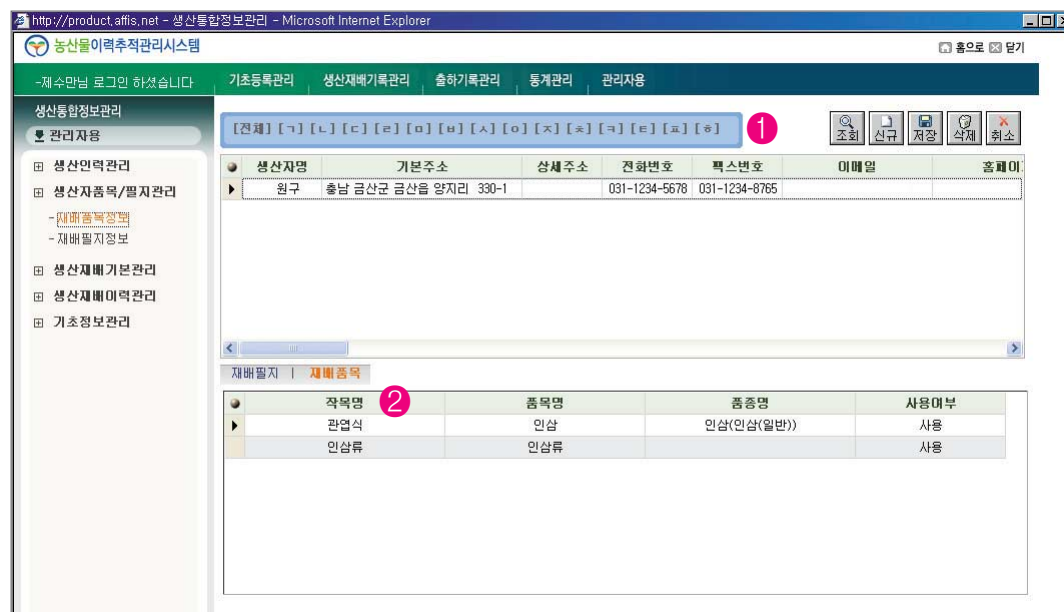 http://product.affis.net - 생산통합정보관리 - Microsoft Internet Explorer
농산물이력추적관리시스템
홈으로 닫기
-제수만님 로그인 하셨습니다
기초등록관리 생산재배기록관리 출하기록관리 통계관리 관리자용
생산통합정보관리
관리자용
[전체] [ㄱ] [ㄴ] [ㄷ] [ㄹ] [ㅁ] [ㅂ] [ㅅ] [ㅇ] [ㅈ] [ㅊ] [ㅋ] [ㅌ] [ㅍ] [ㅎ]
1
조회 신규 저장 삭제 취소
생산인력관리
생산자품목/필지관리
-재배품목정보
-재배필지정보
생산재배기본관리
생산재배이력관리
기초정보관리
생산자명 기본주소 상세주소 전화번호 팩스번호 이메일 홈페이
원구 충남 금산군 금산읍 양지리 330-1 031-1234-5678 031-1234-8765
재배필지 | 재배품목
작목명 2 품목명 품종명 사용여부
관엽식 인삼 인삼(인삼(일반)) 사용
인삼류 인삼류 사용